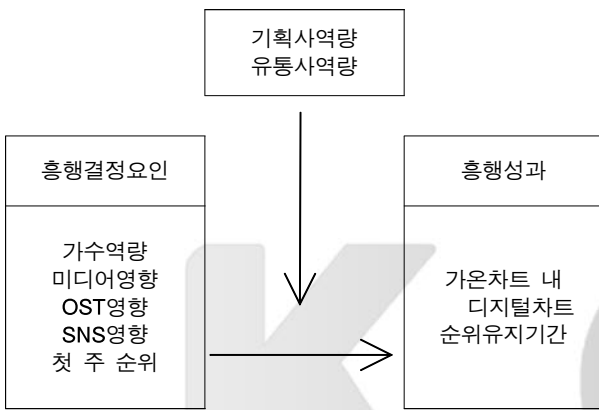 기획사역량
유통사역량
흥행결정요인
가수역량
미디어영향
OST영향
SNS영향
첫 주 순위
흥행성과
가온차트 내
디지털차트
순위유지기간